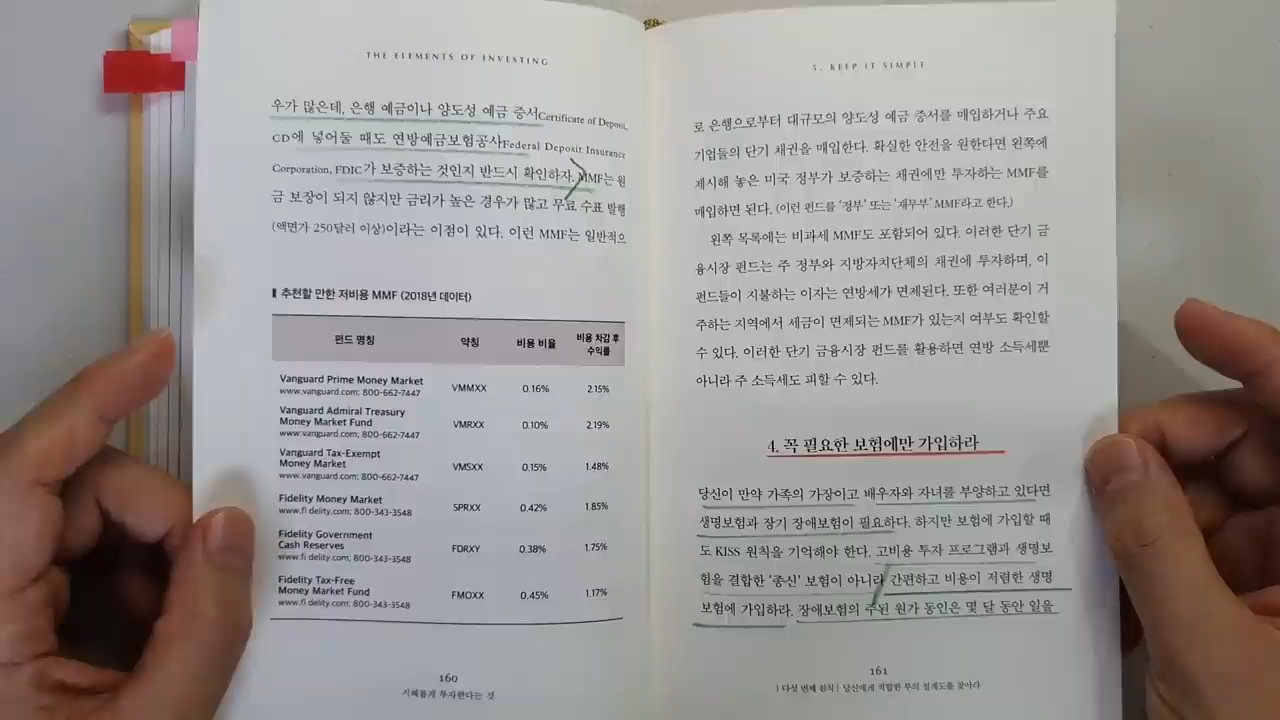 THE ELEMENTS OF INVESTING
우가 많은데, 은행 예금이나 양도성 예금 증서Certificate of Deposit,
CD에 넣어둘 때도 연방예금보험공사Federal Deposit Insurance
Corporation, FDIC가 보증하는 것인지 반드시 확인하자. MMF는 원
금 보장이 되지 않지만 금리가 높은 경우가 많고 무료 수표 발행
(액면가 250달러 이상)이라는 이점이 있다. 이런 MMF는 일반적으
추천할 만한 저비용 MMF (2018년 데이터)
펀드 명칭 약칭 비용 비율 비용 차감 후
수익률
Vanguard Prime Money Market VMMXX 0.16% 2.15%
www.vanguard.com; 800-662-7447
Vanguard Admiral Treasury
Money Market Fund VMRXX 0.10% 2.19%
www.vanguard.com; 800-662-7447
Vanguard Tax-Exempt
Money Market VMSXX 0.15% 1.48%
www.vanguard.com; 800-662-7447
Fidelity Money Market SPRXX 0.42% 1.85%
www.fi delity.com; 800-343-3548
Fidelity Government
Cash Reserves FDRXY 0.38% 1.75%
www.fi delity.com; 800-343-3548
Fidelity Tax-Free
Money Market Fund FMOXX 0.45% 1.17%
www.fi delity.com; 800-343-3548
160
지혜롭게 투자한다는 것
5. KEEP IT SIMPLE
로 은행으로부터 대규모의 양도성 예금 증서를 매입하거나 주요
기업들의 단기 채권을 매입한다. 확실한 안전을 원한다면 왼쪽에
제시해 놓은 미국 정부가 보증하는 채권에만 투자하는 MMF를
매입하면 된다. (이런 펀드를 '정부' 또는 '재무부' MMF라고 한다.)
왼쪽 목록에는 비과세 MMF도 포함되어 있다. 이러한 단기 금
융시장 펀드는 주 정부와 지방자치단체의 채권에 투자하며, 이
펀드들이 지불하는 이자는 연방세가 면제된다. 또한 여러분이 거
주하는 지역에서 세금이 면제되는 MMF가 있는지 여부도 확인할
수 있다. 이러한 단기 금융시장 펀드를 활용하면 연방 소득세뿐
아니라 주 소득세도 피할 수 있다.
4. 꼭 필요한 보험에만 가입하라
당신이 만약 가족의 가장이고 배우자와 자녀를 부양하고 있다면
생명보험과 장기 장애보험이 필요하다. 하지만 보험에 가입할 때
도 KISS 원칙을 기억해야 한다. 고비용 투자 프로그램과 생명보
험을 결합한 '종신' 보험이 아니라 간편하고 비용이 저렴한 생명
보험에 가입하라. 장애보험의 주된 원가 동인은 몇 달 동안 일을
161
| 다섯 번째 원칙 | 당신에게 적합한 부의 설계도를 찾아라